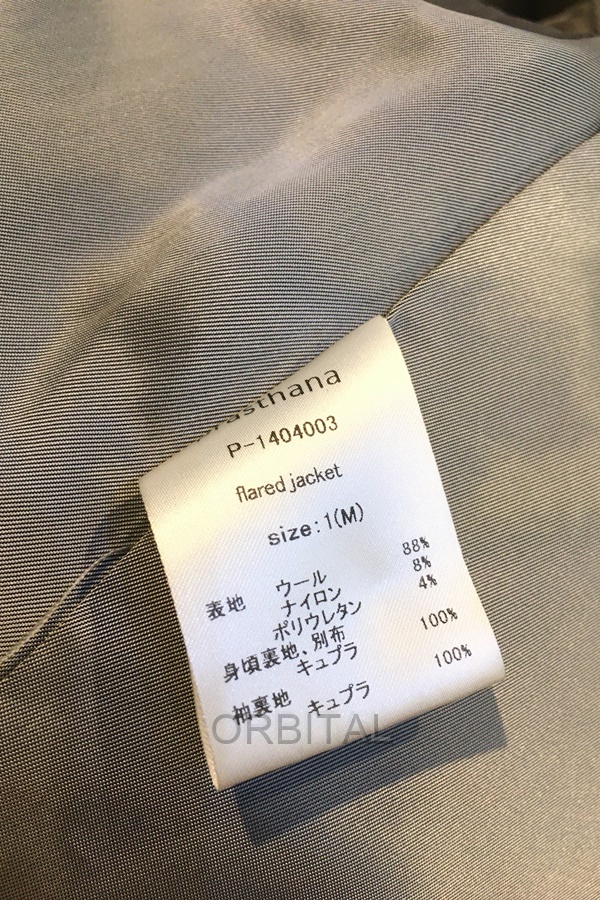 P-1404003
flared jacket
size:1(M)
表地 ウール 88%
ナイロン 8%
ポリウレタン 4%
身頃裏地、別布
キュプラ 100%
袖裏地 キュプラ 100%
ORBITAL